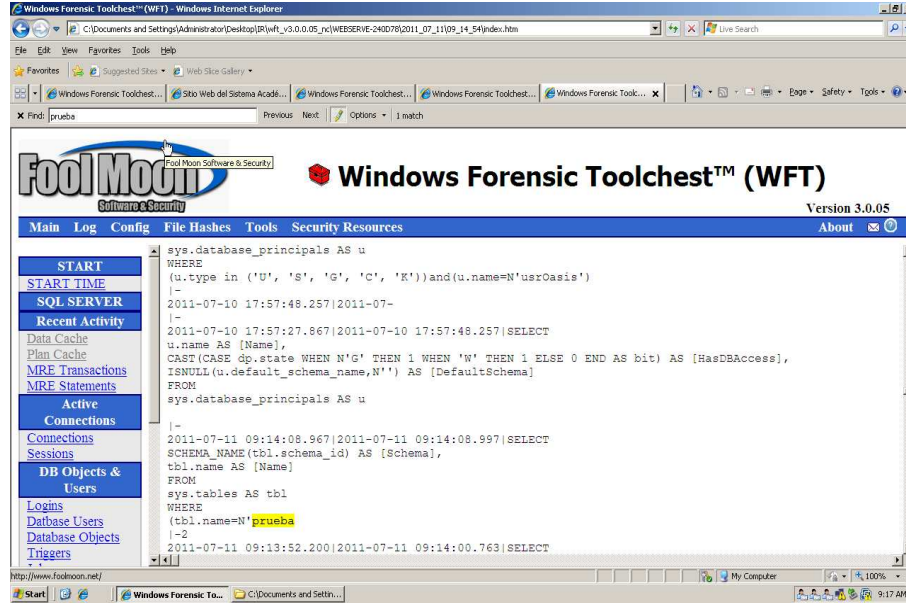 Windows Forensic Toolchest™ (WFT) - Windows Internet Explorer
C:\Documents and Settings\Administrator\Desktop\IR\wft_v3.0.0.05_nc\WEBSERVE-240D78\2011_07_11\09_14_54\index.htm
Live Search
File Edit View Favorites Tools Help
Favorites Suggested Sites Web Slice Gallery
Windows Forensic Toolchest... Sitio Web del Sistema Acadé... Windows Forensic Toolchest... Windows Forensic Toolchest... Windows Forensic Toolc... x Page Safety Tools
x Find: prueba Previous Next Options 1 match
Fool Moon
Software & Security
Fool Moon Software & Security
Windows Forensic Toolchest™ (WFT)
Version 3.0.05
Main Log Config File Hashes Tools Security Resources About
START
START TIME
SQL SERVER
Recent Activity
Data Cache
Plan Cache
MRE Transactions
MRE Statements
Active Connections
Connections
Sessions
DB Objects & Users
Logins
Datbase Users
Database Objects
Triggers
sys.database_principals AS u
WHERE
(u.type in ('U', 'S', 'G', 'C', 'K'))and(u.name=N'usrOasis')
|-
2011-07-10 17:57:48.257|2011-07-
|-
2011-07-10 17:57:27.867|2011-07-10 17:57:48.257|SELECT
u.name AS [Name],
CAST(CASE dp.state WHEN N'G' THEN 1 WHEN 'W' THEN 1 ELSE 0 END AS bit) AS [HasDBAccess],
ISNULL(u.default_schema_name,N'') AS [DefaultSchema]
FROM
sys.database_principals AS u
|-
2011-07-11 09:14:08.967|2011-07-11 09:14:08.997|SELECT
SCHEMA_NAME(tbl.schema_id) AS [Schema],
tbl.name AS [Name]
FROM
sys.tables AS tbl
WHERE
(tbl.name=N'prueba
|-2
2011-07-11 09:13:52.200|2011-07-11 09:14:00.763|SELECT
http://www.foolmoon.net/ My Computer 100%
Start Windows Forensic To... C:\Documents and Settin... 9:17 AM